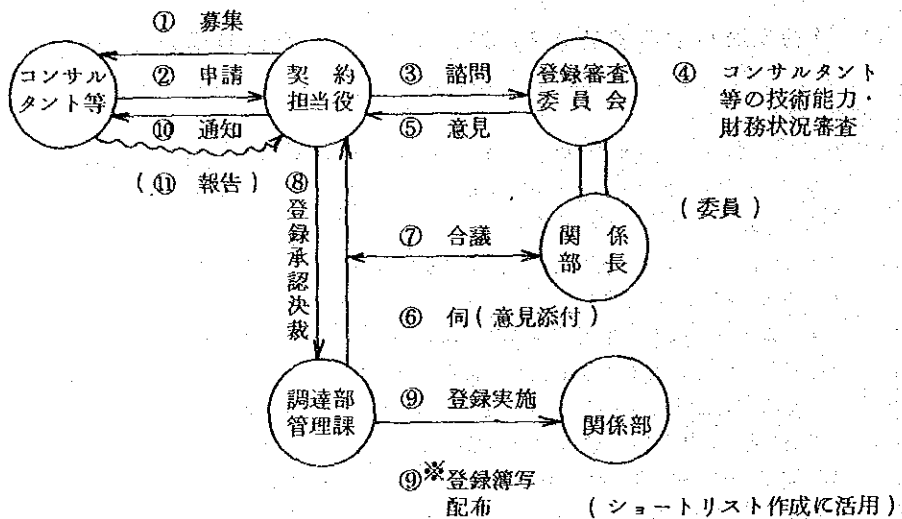 ① 募集
コンサル
タント等
② 申請
契約
担当役
③ 諮問
登録審査
委員会
④ コンサルタント
等の技術能力・
財務状況審査
⑩ 通知
⑤ 意見
(⑪ 報告)
⑧登録承認決裁
(委員)
⑦ 合議
関係
部長
⑥ 伺(意見添付)
調達部
管理課
⑨ 登録実施
関係部
⑨※登録簿写
配布
(ショートリスト作成に活用)